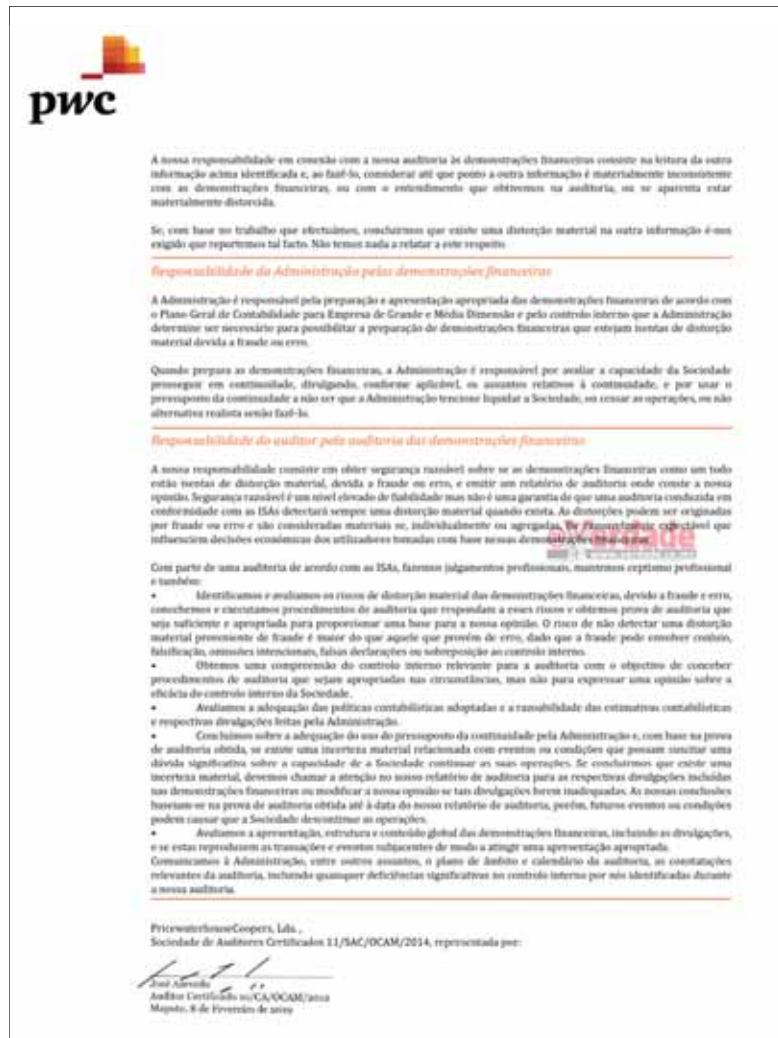 pwc
A nossa responsabilidade em conexão com a nossa auditoria às demonstrações financeiras consiste na leitura da outra
informação acima identificada e, ao fazê-lo, considerar até que ponto a outra informação é materialmente inconsistente
com as demonstrações financeiras, ou com o entendimento que obtivemos na auditoria, ou se aparenta estar
materialmente distorcida.
Se, com base no trabalho que efectuámos, concluirmos que existe uma distorção material na outra informação é-nos
exigido que reportemos tal facto. Não temos nada a relatar a este respeito.
Responsabilidade da Administração pelas demonstrações financeiras
A Administração é responsável pela preparação e apresentação apropriada das demonstrações financeiras de acordo com
o Plano Geral de Contabilidade para Empresa de Grande e Média Dimensão e pelo controlo interno que a Administração
determine ser necessário para possibilitar a preparação de demonstrações financeiras que estejam isentas de distorção
material devida a fraude ou erro.
Quando prepara as demonstrações financeiras, a Administração é responsável por avaliar a capacidade da Sociedade
prosseguir em continuidade, divulgando, conforme aplicável, os assuntos relativos à continuidade, e por usar o
pressuposto da continuidade a não ser que a Administração tencione liquidar a Sociedade, ou cessar as operações, ou não
alternativa realista senão fazê-lo.
Responsabilidade do auditor pela auditoria das demonstrações financeiras
A nossa responsabilidade consiste em obter segurança razoável sobre se as demonstrações financeiras como um todo
estão isentas de distorção material, devida a fraude ou erro, e emitir um relatório de auditoria onde conste a nossa
opinião. Segurança razoável é um nível elevado de fiabilidade mas não é uma garantia de que uma auditoria conduzida em
conformidade com as ISAs detectará sempre uma distorção material quando exista. As distorções podem ser originadas
por fraude ou erro e são consideradas materiais se, individualmente ou agregadas, expectável que
influenciem decisões económicas dos utilizadores tomadas com base nessas demonstrações
@Verdade
Com parte de uma auditoria de acordo com as ISAs, fazemos julgamentos profissionais, mantemos ceptismo profissional
e também:
• Identificamos e avaliamos os riscos de distorção material das demonstrações financeiras, devido a fraude e erro,
concebemos e executamos procedimentos de auditoria que respondam a esses riscos e obtemos prova de auditoria que
seja suficiente e apropriada para proporcionar uma base para a nossa opinião. O risco de não detectar uma distorção
material proveniente de fraude é maior do que aquele que provém de erro, dado que a fraude pode envolver conluio,
falsificação, omissões intencionais, falsas declarações ou sobreposição ao controlo interno.
• Obtemos uma compreensão do controlo interno relevante para a auditoria com o objectivo de conceber
procedimentos de auditoria que sejam apropriadas nas circunstâncias, mas não para expressar uma opinião sobre a
eficácia do controlo interno da Sociedade.
• Avaliamos a adequação das políticas contabilísticas adoptadas e a razoabilidade das estimativas contabilísticas
e respectivas divulgações feitas pela Administração.
• Concluímos sobre a adequação do uso do pressuposto da continuidade pela Administração e, com base na prova
de auditoria obtida, se existe uma incerteza material relacionada com eventos ou condições que possam suscitar uma
dúvida significativa sobre a capacidade de a Sociedade continuar as suas operações. Se concluirmos que existe uma
incerteza material, devemos chamar a atenção no nosso relatório de auditoria para as respectivas divulgações incluídas
nas demonstrações financeiras ou modificar a nossa opinião se tais divulgações forem inadequadas. As nossas conclusões
baseiam-se na prova de auditoria obtida até à data do nosso relatório de auditoria, porém, futuros eventos ou condições
podem causar que a Sociedade descontinue as operações.
• Avaliamos a apresentação, estrutura e conteúdo global das demonstrações financeiras, incluindo as divulgações,
e se estas reproduzem as transacções e eventos subjacentes de modo a atingir uma apresentação apropriada.
Comunicamos à Administração, entre outros assuntos, o plano de âmbito e calendário da auditoria, as constatações
relevantes da auditoria, incluindo quaisquer deficiências significativas no controlo interno por nós identificadas durante
a nossa auditoria.
PricewaterhouseCoopers, Lda.,
Sociedade de Auditores Certificados 11/SAC/OCAM/2014, representada por:
José Azevedo
Auditor Certificado 10/CA/OCAM/2012
Maputo, 8 de Fevereiro de 2019